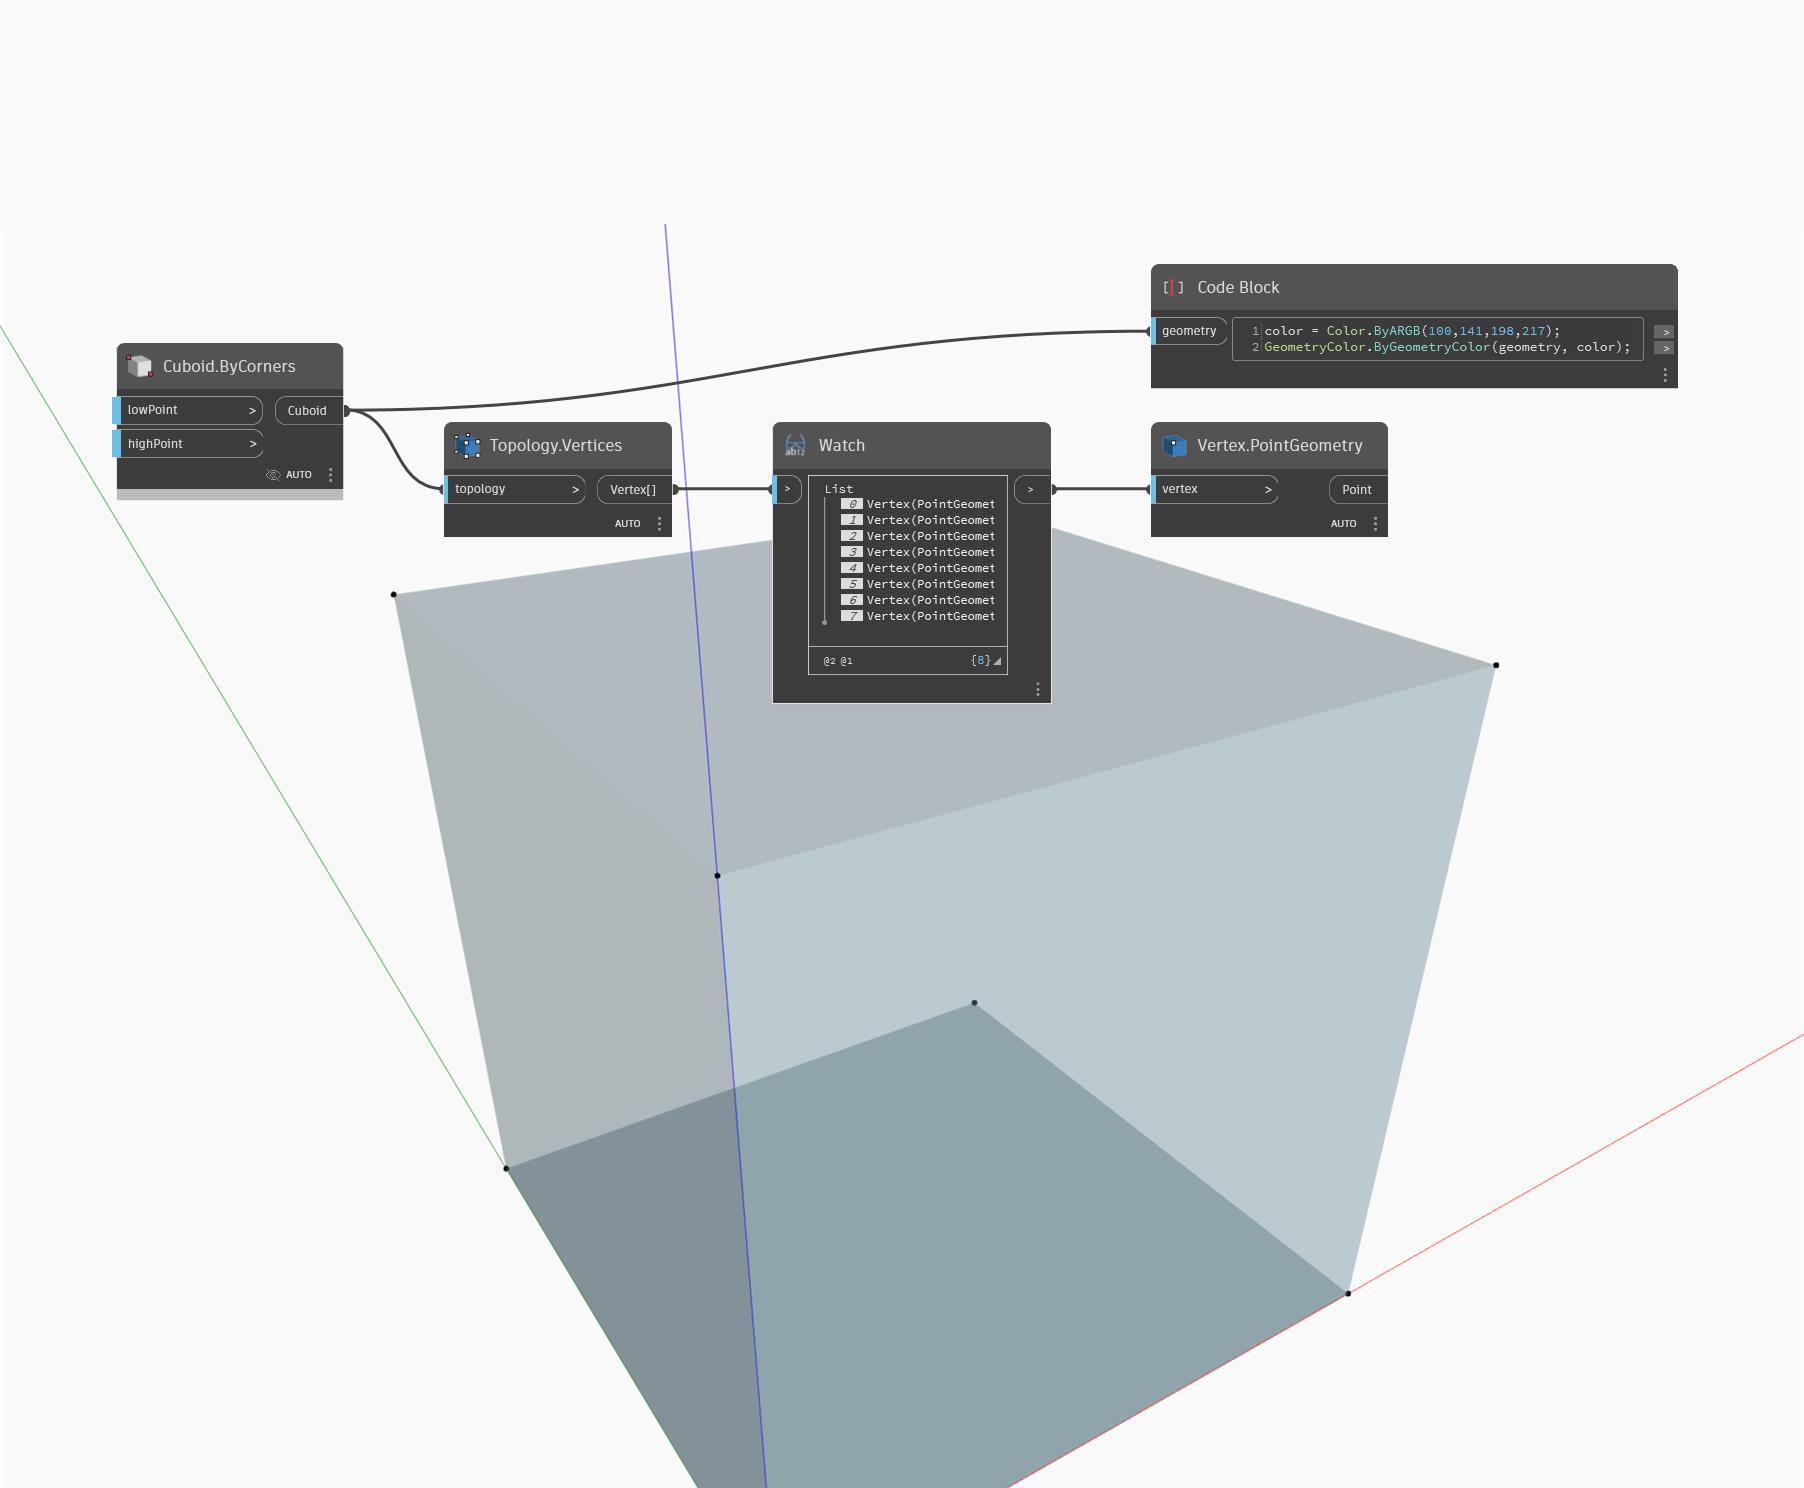 Code Block
geometry
1 color = Color.ByARGB(100,141,198,217);
2 GeometryColor.ByGeometryColor(geometry, color);
>
>
Cuboid.ByCorners
lowPoint >
Cuboid
highPoint >
AUTO
Topology.Vertices
topology >
Vertex[]
AUTO
ab12
Watch
>
List
0 Vertex(PointGeomet
1 Vertex(PointGeomet
2 Vertex(PointGeomet
3 Vertex(PointGeomet
4 Vertex(PointGeomet
5 Vertex(PointGeomet
6 Vertex(PointGeomet
7 Vertex(PointGeomet
@2 @1
{8}
>
Vertex.PointGeometry
vertex >
Point
AUTO